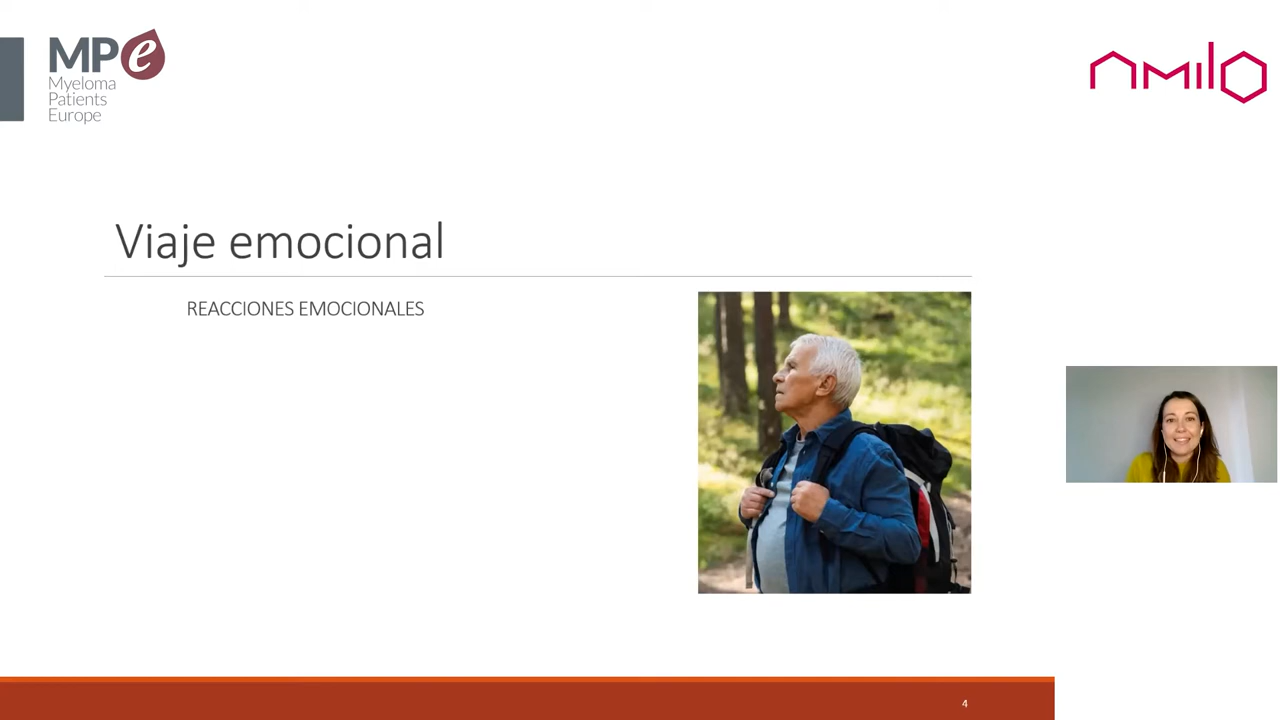 MPe
Myeloma
Patients
Europe
amilo
Viaje emocional
REACCIONES EMOCIONALES
4